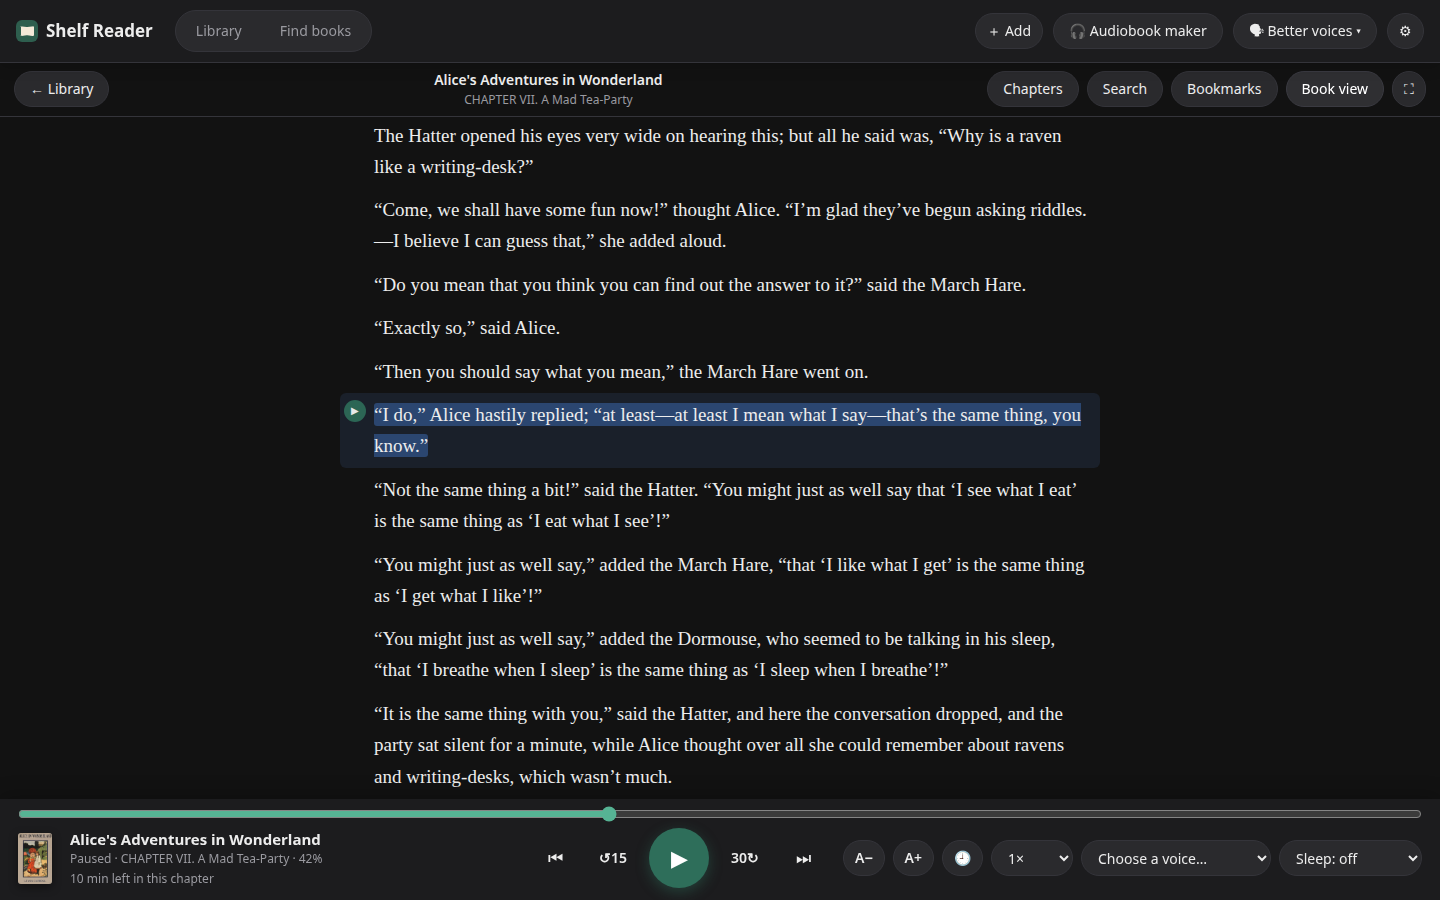 Shelf Reader
Library
Find books
+ Add
Audiobook maker
Better voices ▾
← Library
Alice's Adventures in Wonderland
CHAPTER VII. A Mad Tea-Party
Chapters
Search
Bookmarks
Book view
The Hatter opened his eyes very wide on hearing this; but all he said was, “Why is a raven
like a writing-desk?”
“Come, we shall have some fun now!” thought Alice. “I’m glad they’ve begun asking riddles.
—I believe I can guess that,” she added aloud.
“Do you mean that you think you can find out the answer to it?” said the March Hare.
“Exactly so,” said Alice.
“Then you should say what you mean,” the March Hare went on.
“I do,” Alice hastily replied; “at least—at least I mean what I say—that’s the same thing, you
know.”
“Not the same thing a bit!” said the Hatter. “You might just as well say that ‘I see what I eat’
is the same thing as ‘I eat what I see’!”
“You might just as well say,” added the March Hare, “that ‘I like what I get’ is the same thing
as ‘I get what I like’!”
“You might just as well say,” added the Dormouse, who seemed to be talking in his sleep,
“that ‘I breathe when I sleep’ is the same thing as ‘I sleep when I breathe’!”
“It is the same thing with you,” said the Hatter, and here the conversation dropped, and the
party sat silent for a minute, while Alice thought over all she could remember about ravens
and writing-desks, which wasn’t much.
Alice's Adventures in Wonderland
Paused · CHAPTER VII. A Mad Tea-Party · 42%
10 min left in this chapter
↺15
30↻
A−
A+
1×
Choose a voice...
Sleep: off